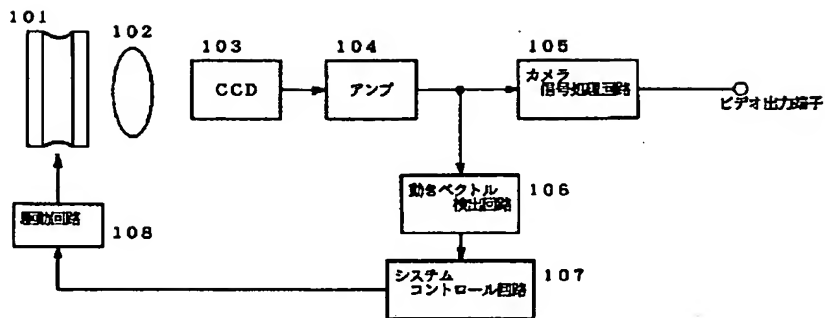 101
102
103
CCD
104
アンプ
105
カメラ
信号処理回路
ビデオ出力端子
動きベクトル
検出回路
106
駆動回路
108
システム
コントロール回路
107